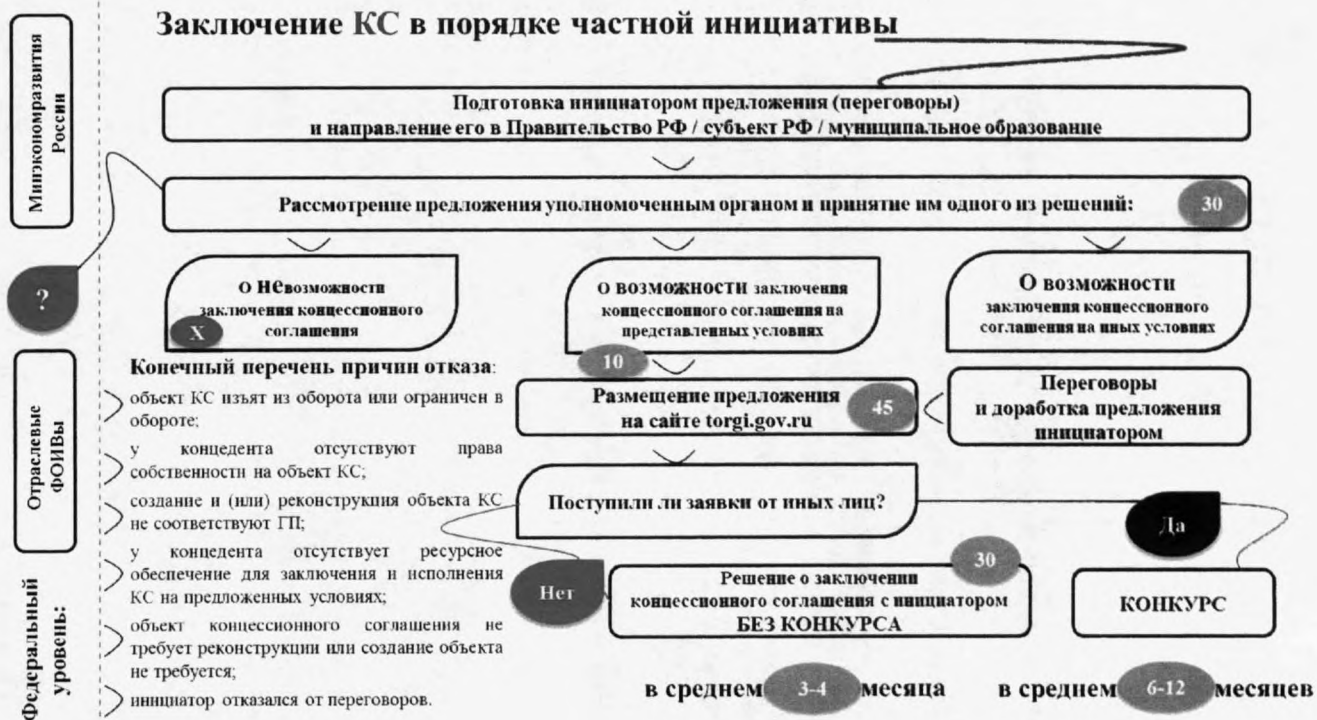 Заключение КС в порядке частной инициативы
Минэкономразвития
России
Подготовка инициатором предложения (переговоры)
и направление его в Правительство РФ / субъект РФ / муниципальное образование
Рассмотрение предложения уполномоченным органом и принятие им одного из решений:
30
?
О невозможности
заключения концессионного
соглашения
X
О возможности заключения
концессионного соглашения на
представленных условиях
10
О возможности
заключения концессионного
соглашения на иных условиях
Отраслевые
ФОИВы
Конечный перечень причин отказа:
объект КС изъят из оборота или ограничен в
обороте;
у концедента отсутствуют права
собственности на объект КС;
создание и (или) реконструкция объекта КС
не соответствуют ГП;
у концедента отсутствует ресурсное
обеспечение для заключения и исполнения
КС на предложенных условиях;
объект концессионного соглашения не
требует реконструкции или создание объекта
не требуется;
инициатор отказался от переговоров.
Размещение предложения
на сайте torgi.gov.ru
45
Переговоры
и доработка предложения
инициатором
Поступили ли заявки от иных лиц?
Да
Нет
30
Решение о заключении
концессионного соглашения с инициатором
БЕЗ КОНКУРСА
КОНКУРС
Федеральный
уровень:
в среднем 3-4 месяца
в среднем 6-12 месяцев